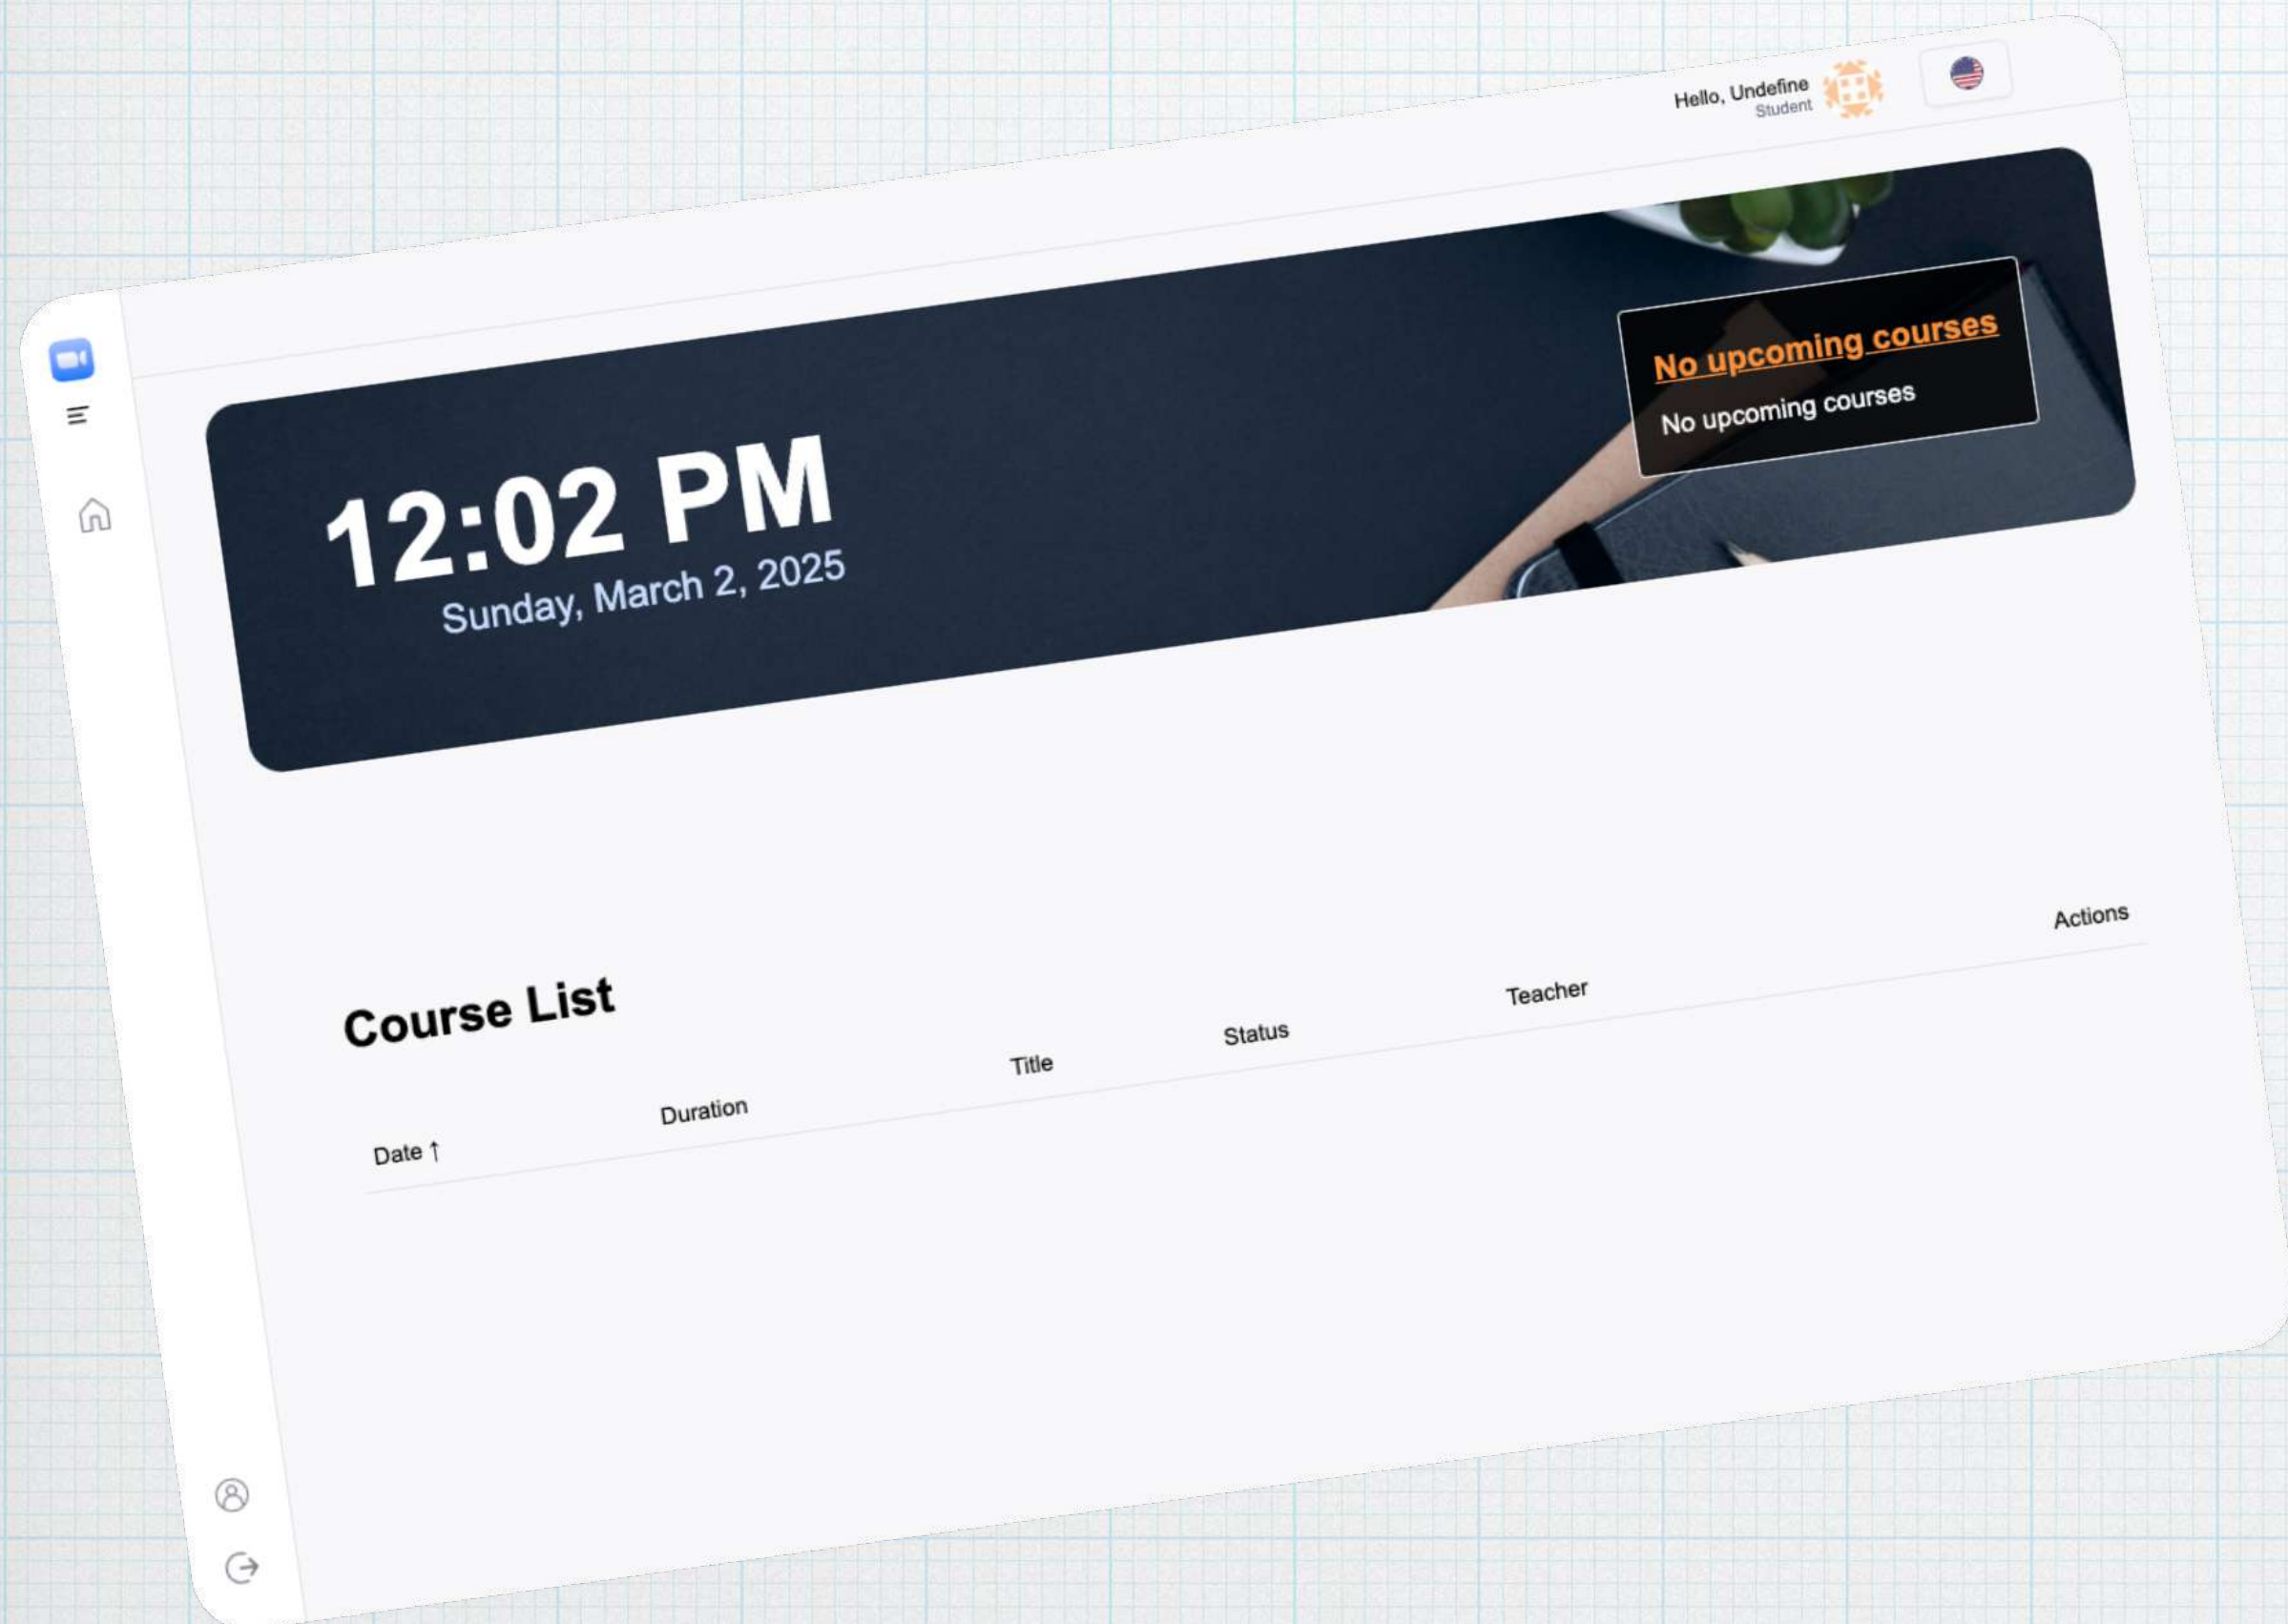 Hello, Undefine
Student
No upcoming courses
No upcoming courses
12:02 PM
Sunday, March 2, 2025
Course List
Date ↑ Duration Title Status Teacher Actions